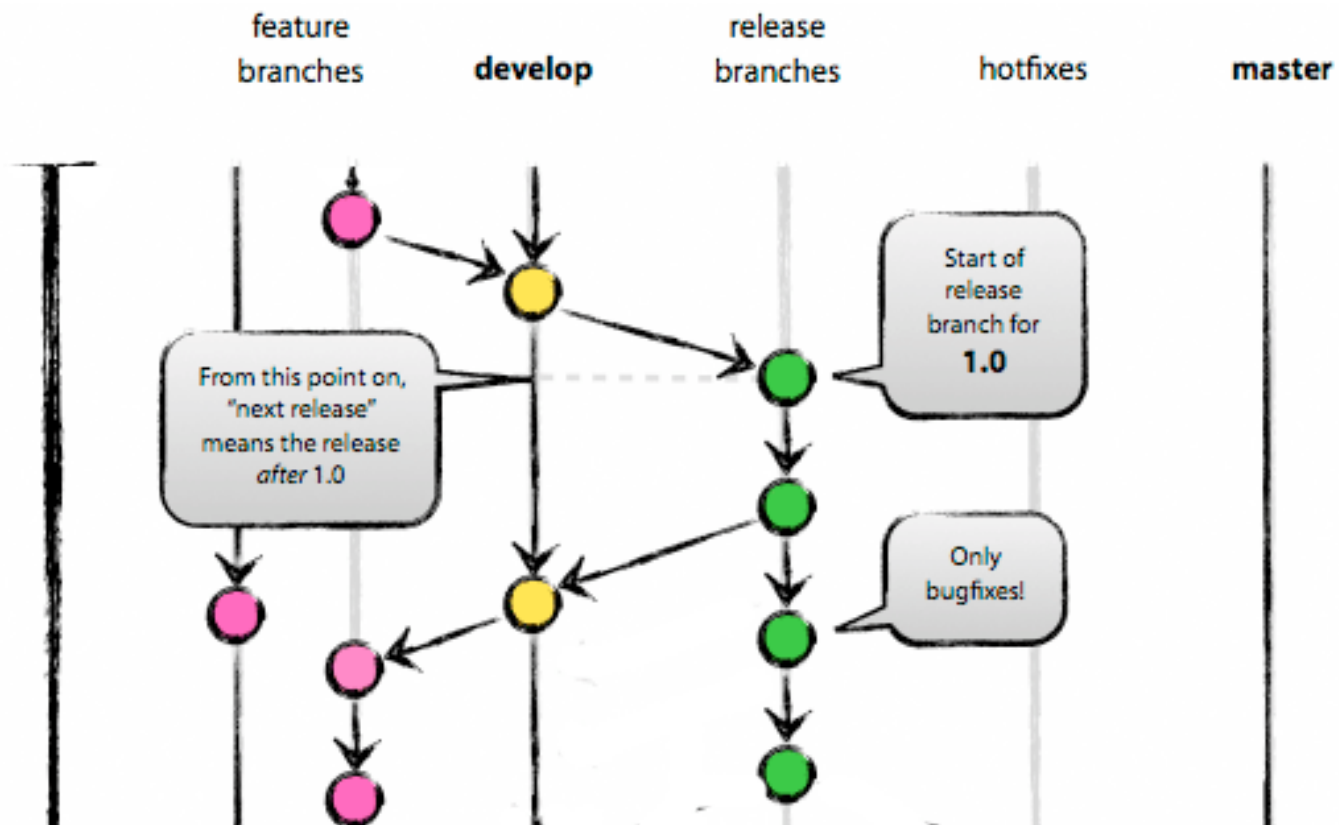 feature
branches
develop
release
branches
hotfixes
master
Start of
release
branch for
1.0
From this point on,
“next release”
means the release
after 1.0
Only
bugfixes!